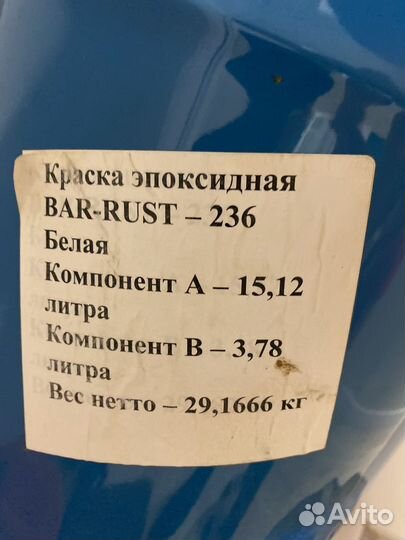 Краска эпоксидная
BAR-RUST – 236
Белая
Компонент А – 15,12
литра
Компонент В – 3,78
литра
Вес нетто – 29,1666 кг
Avito